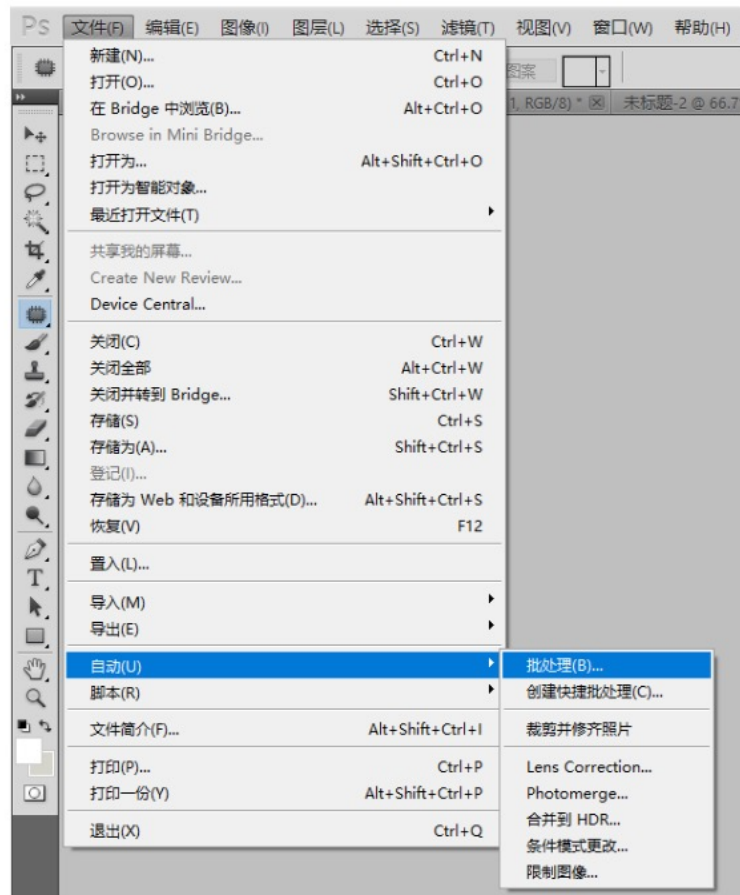 Ps 文件(F) 编辑(E) 图像(I) 图层(L) 选择(S) 滤镜(T) 视图(V) 窗口(W) 帮助(H)
图案
1, RGB/8) * 未标题-2 @ 66.7
新建(N)... Ctrl+N
打开(O)... Ctrl+O
在 Bridge 中浏览(B)... Alt+Ctrl+O
Browse in Mini Bridge...
打开为... Alt+Shift+Ctrl+O
打开为智能对象...
最近打开文件(T)
共享我的屏幕...
Create New Review...
Device Central...
关闭(C) Ctrl+W
关闭全部 Alt+Ctrl+W
关闭并转到 Bridge... Shift+Ctrl+W
存储(S) Ctrl+S
存储为(A)... Shift+Ctrl+S
登记(I)...
存储为 Web 和设备所用格式(D)... Alt+Shift+Ctrl+S
恢复(V) F12
置入(L)...
导入(M)
导出(E)
自动(U)
脚本(R)
文件简介(F)... Alt+Shift+Ctrl+I
打印(P)... Ctrl+P
打印一份(Y) Alt+Shift+Ctrl+P
退出(X) Ctrl+Q
批处理(B)...
创建快捷批处理(C)...
裁剪并修齐照片
Lens Correction...
Photomerge...
合并到 HDR...
条件模式更改...
限制图像...